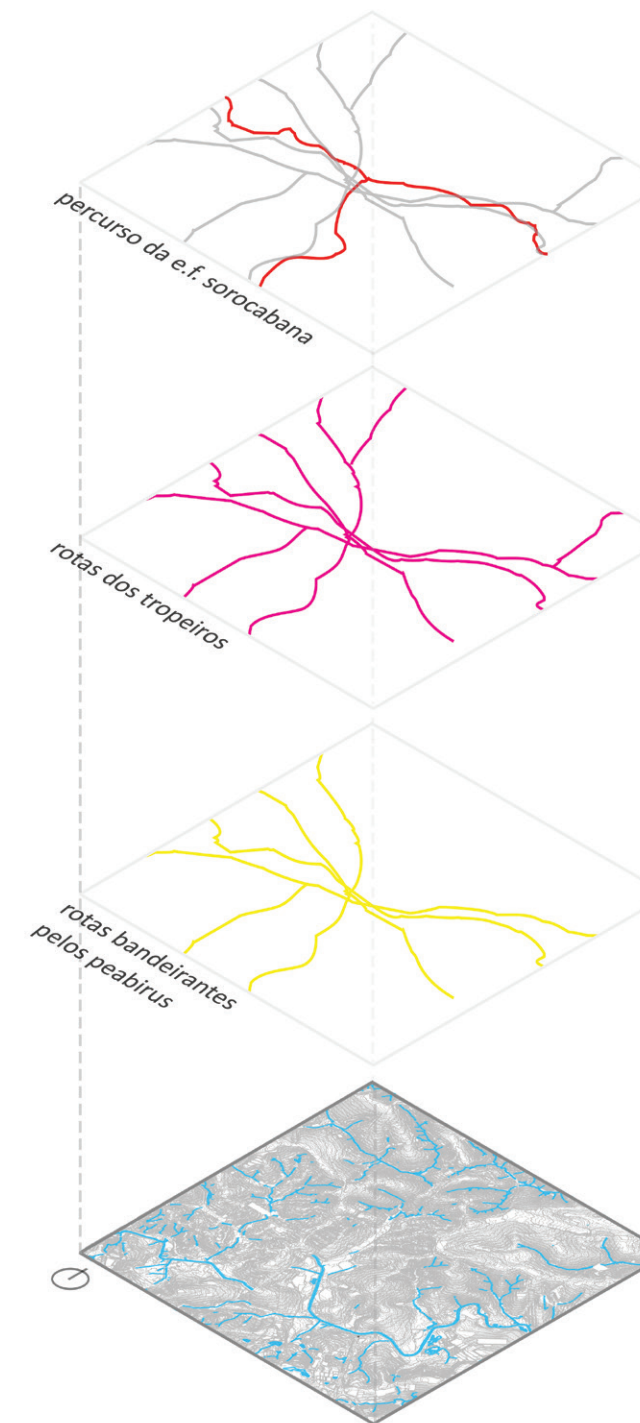 percurso da e.f. sorocabana
rotas dos tropeiros
rotas bandeirantes
pelos peabirus